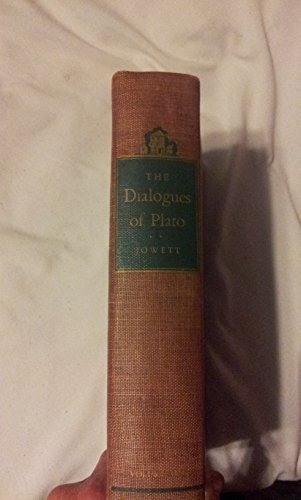 THE
Dialogues
of Plato
JOWETT